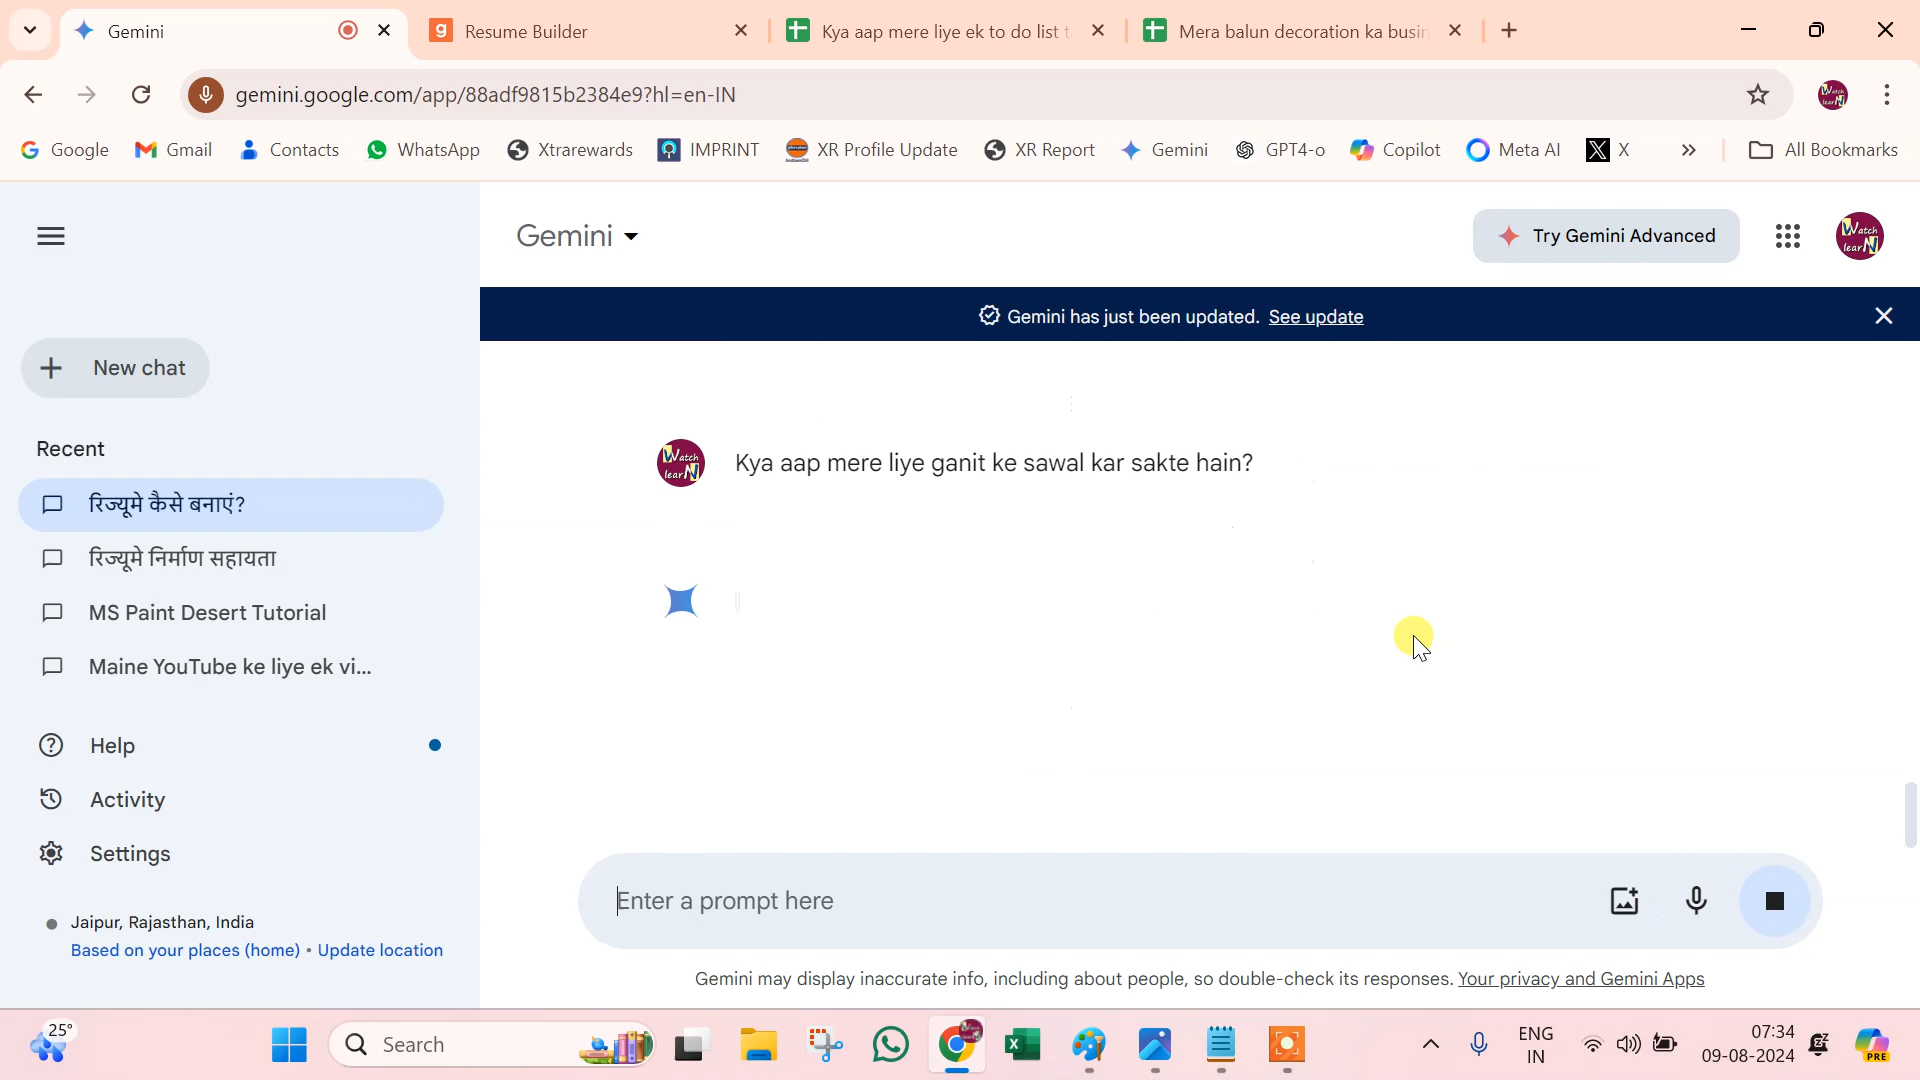 Gemini
Resume Builder
Kya aap mere liye ek to do list t
Mera balun decoration ka busin
gemini.google.com/app/88adf9815b2384e9?hl=en-IN
Google
Gmail
Contacts
WhatsApp
Xtrarewards
IMPRINT
XR Profile Update
XR Report
Gemini
GPT4-o
Copilot
Meta AI
X
All Bookmarks
Gemini
Try Gemini Advanced
Watch
learN
Gemini has just been updated. See update
New chat
Recent
रिज्यूमे कैसे बनाएं?
रिज्यूमे निर्माण सहायता
MS Paint Desert Tutorial
Maine YouTube ke liye ek vi...
Help
Activity
Settings
Jaipur, Rajasthan, India
Based on your places (home) • Update location
Watch
learN
Kya aap mere liye ganit ke sawal kar sakte hain?
Enter a prompt here
Gemini may display inaccurate info, including about people, so double-check its responses. Your privacy and Gemini Apps
25°
Search
ENG
IN
07:34
09-08-2024
PRE